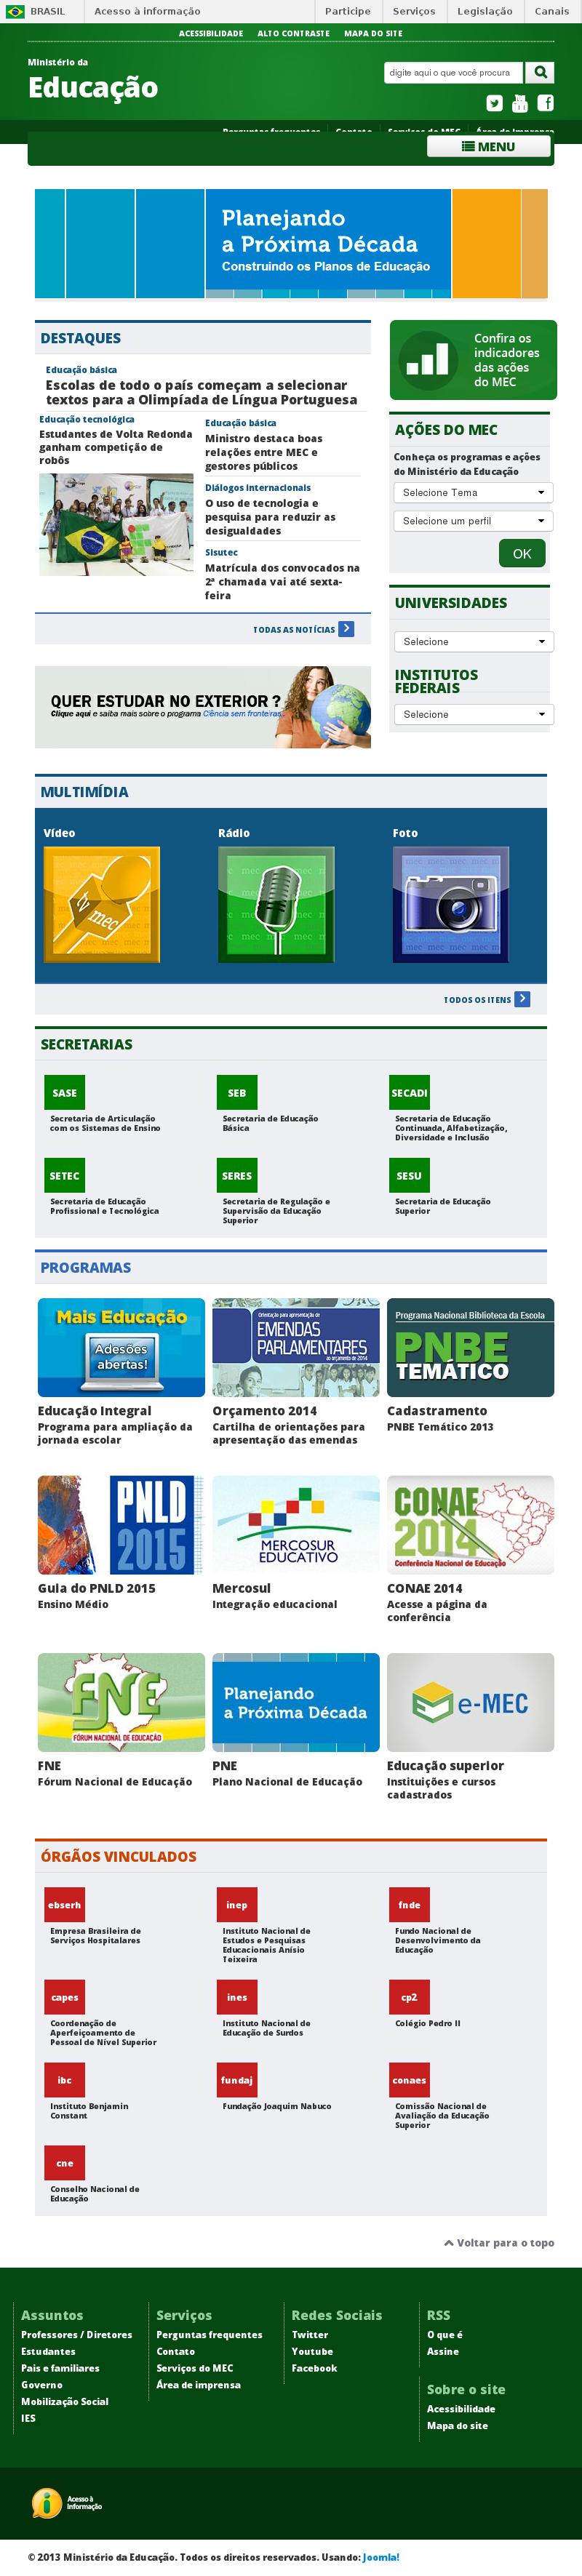 BRASIL
Acesso à informação
Participe
Serviços
Legislação
Canais
ACESSIBILIDADE
ALTO CONTRASTE
MAPA DO SITE
Ministério da
Educação
digite aqui o que você procura
Perguntas frequentes
Contato
Serviços do MEC
Área de imprensa
MENU
Planejando
a Próxima Década
Construindo os Planos de Educação
DESTAQUES
Educação básica
Escolas de todo o país começam a selecionar
textos para a Olimpíada de Língua Portuguesa
Educação tecnológica
Estudantes de Volta Redonda
ganham competição de
robôs
Educação básica
Ministro destaca boas
relações entre MEC e
gestores públicos
Diálogos internacionais
O uso de tecnologia e
pesquisa para reduzir as
desigualdades
Sisutec
Matrícula dos convocados na
2ª chamada vai até sexta-
feira
TODAS AS NOTÍCIAS
Confira os
indicadores
das ações
do MEC
AÇÕES DO MEC
Conheça os programas e ações
do Ministério da Educação
Selecione Tema
Selecione um perfil
OK
UNIVERSIDADES
Selecione
INSTITUTOS
FEDERAIS
Selecione
QUER ESTUDAR NO EXTERIOR ?
Clique aqui e saiba mais sobre o programa Ciência sem fronteiras.
MULTIMÍDIA
Vídeo
Rádio
Foto
tv mec
TODOS OS ITENS
SECRETARIAS
SASE
Secretaria de Articulação
com os Sistemas de Ensino
SEB
Secretaria de Educação
Básica
SECADI
Secretaria de Educação
Continuada, Alfabetização,
Diversidade e Inclusão
SETEC
Secretaria de Educação
Profissional e Tecnológica
SERES
Secretaria de Regulação e
Supervisão da Educação
Superior
SESU
Secretaria de Educação
Superior
PROGRAMAS
Mais Educação
Adesões
abertas!
Educação Integral
Programa para ampliação da
jornada escolar
Orientação para apresentação de
EMENDAS
PARLAMENTARES
ao orçamento de 2014
Orçamento 2014
Cartilha de orientações para
apresentação das emendas
Programa Nacional Biblioteca da Escola
PNBE
TEMÁTICO
Cadastramento
PNBE Temático 2013
PNLD
2015
Guia do PNLD 2015
Ensino Médio
MERCOSUR
EDUCATIVO
Mercosul
Integração educacional
CONAE
2014
Conferência Nacional de Educação
CONAE 2014
Acesse a página da
conferência
FNE
FÓRUM NACIONAL DE EDUCAÇÃO
FNE
Fórum Nacional de Educação
Planejando
a Próxima Década
PNE
Plano Nacional de Educação
e-MEC
Educação superior
Instituições e cursos
cadastrados
ÓRGÃOS VINCULADOS
ebserh
Empresa Brasileira de
Serviços Hospitalares
inep
Instituto Nacional de
Estudos e Pesquisas
Educacionais Anísio
Teixeira
fnde
Fundo Nacional de
Desenvolvimento da
Educação
capes
Coordenação de
Aperfeiçoamento de
Pessoal de Nível Superior
ines
Instituto Nacional de
Educação de Surdos
cp2
Colégio Pedro II
ibc
Instituto Benjamin
Constant
fundaj
Fundação Joaquim Nabuco
conaes
Comissão Nacional de
Avaliação da Educação
Superior
cne
Conselho Nacional de
Educação
Voltar para o topo
Assuntos
Professores / Diretores
Estudantes
Pais e familiares
Governo
Mobilização Social
IES
Serviços
Perguntas frequentes
Contato
Serviços do MEC
Área de imprensa
Redes Sociais
Twitter
Youtube
Facebook
RSS
O que é
Assine
Sobre o site
Acessibilidade
Mapa do site
Acesso à
Informação
© 2013 Ministério da Educação. Todos os direitos reservados. Usando: Joomla!